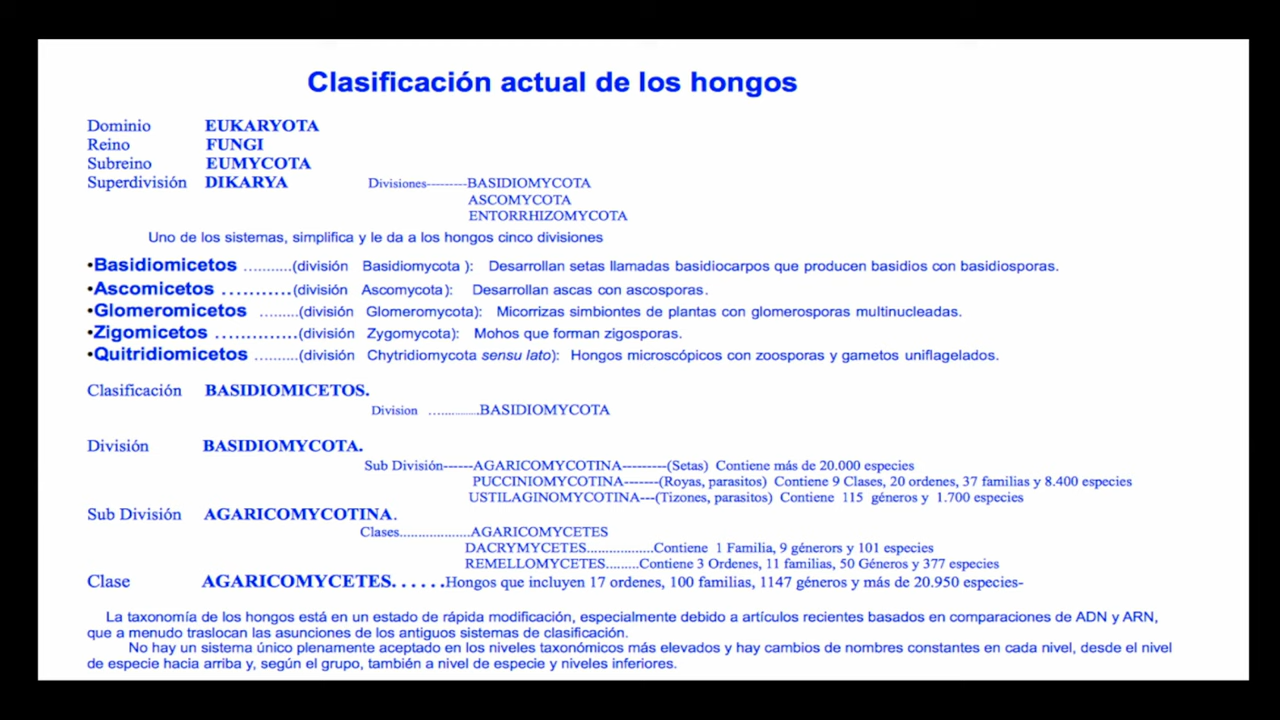 Clasificación actual de los hongos
Dominio EUKARYOTA
Reino FUNGI
Subreino EUMYCOTA
Superdivisión DIKARYA Divisiones---------BASIDIOMYCOTA
ASCOMYCOTA
ENTORRHIZOMYCOTA
Uno de los sistemas, simplifica y le da a los hongos cinco divisiones
•Basidiomicetos ..........(división Basidiomycota ): Desarrollan setas llamadas basidiocarpos que producen basidios con basidiosporas.
•Ascomicetos ...........(división Ascomycota): Desarrollan ascas con ascosporas.
•Glomeromicetos ........(división Glomeromycota): Micorrizas simbiontes de plantas con glomerosporas multinucleadas.
•Zigomicetos .............(división Zygomycota): Mohos que forman zigosporas.
•Quitridiomicetos ..........(división Chytridiomycota sensu lato): Hongos microscópicos con zoosporas y gametos uniflagelados.
Clasificación BASIDIOMICETOS.
Division ..............BASIDIOMYCOTA
División BASIDIOMYCOTA.
Sub División------AGARICOMYCOTINA---------(Setas) Contiene más de 20.000 especies
PUCCINIOMYCOTINA-------(Royas, parasitos) Contiene 9 Clases, 20 ordenes, 37 familias y 8.400 especies
USTILAGINOMYCOTINA---(Tizones, parasitos) Contiene 115 géneros y 1.700 especies
Sub División AGARICOMYCOTINA.
Clases...................AGARICOMYCETES
DACRYMYCETES..................Contiene 1 Familia, 9 génerors y 101 especies
REMELLOMYCETES.........Contiene 3 Ordenes, 11 familias, 50 Géneros y 377 especies
Clase AGARICOMYCETES. . . . . .Hongos que incluyen 17 ordenes, 100 familias, 1147 géneros y más de 20.950 especies-
La taxonomía de los hongos está en un estado de rápida modificación, especialmente debido a artículos recientes basados en comparaciones de ADN y ARN,
que a menudo traslocan las asunciones de los antiguos sistemas de clasificación.
No hay un sistema único plenamente aceptado en los niveles taxonómicos más elevados y hay cambios de nombres constantes en cada nivel, desde el nivel
de especie hacia arriba y, según el grupo, también a nivel de especie y niveles inferiores.